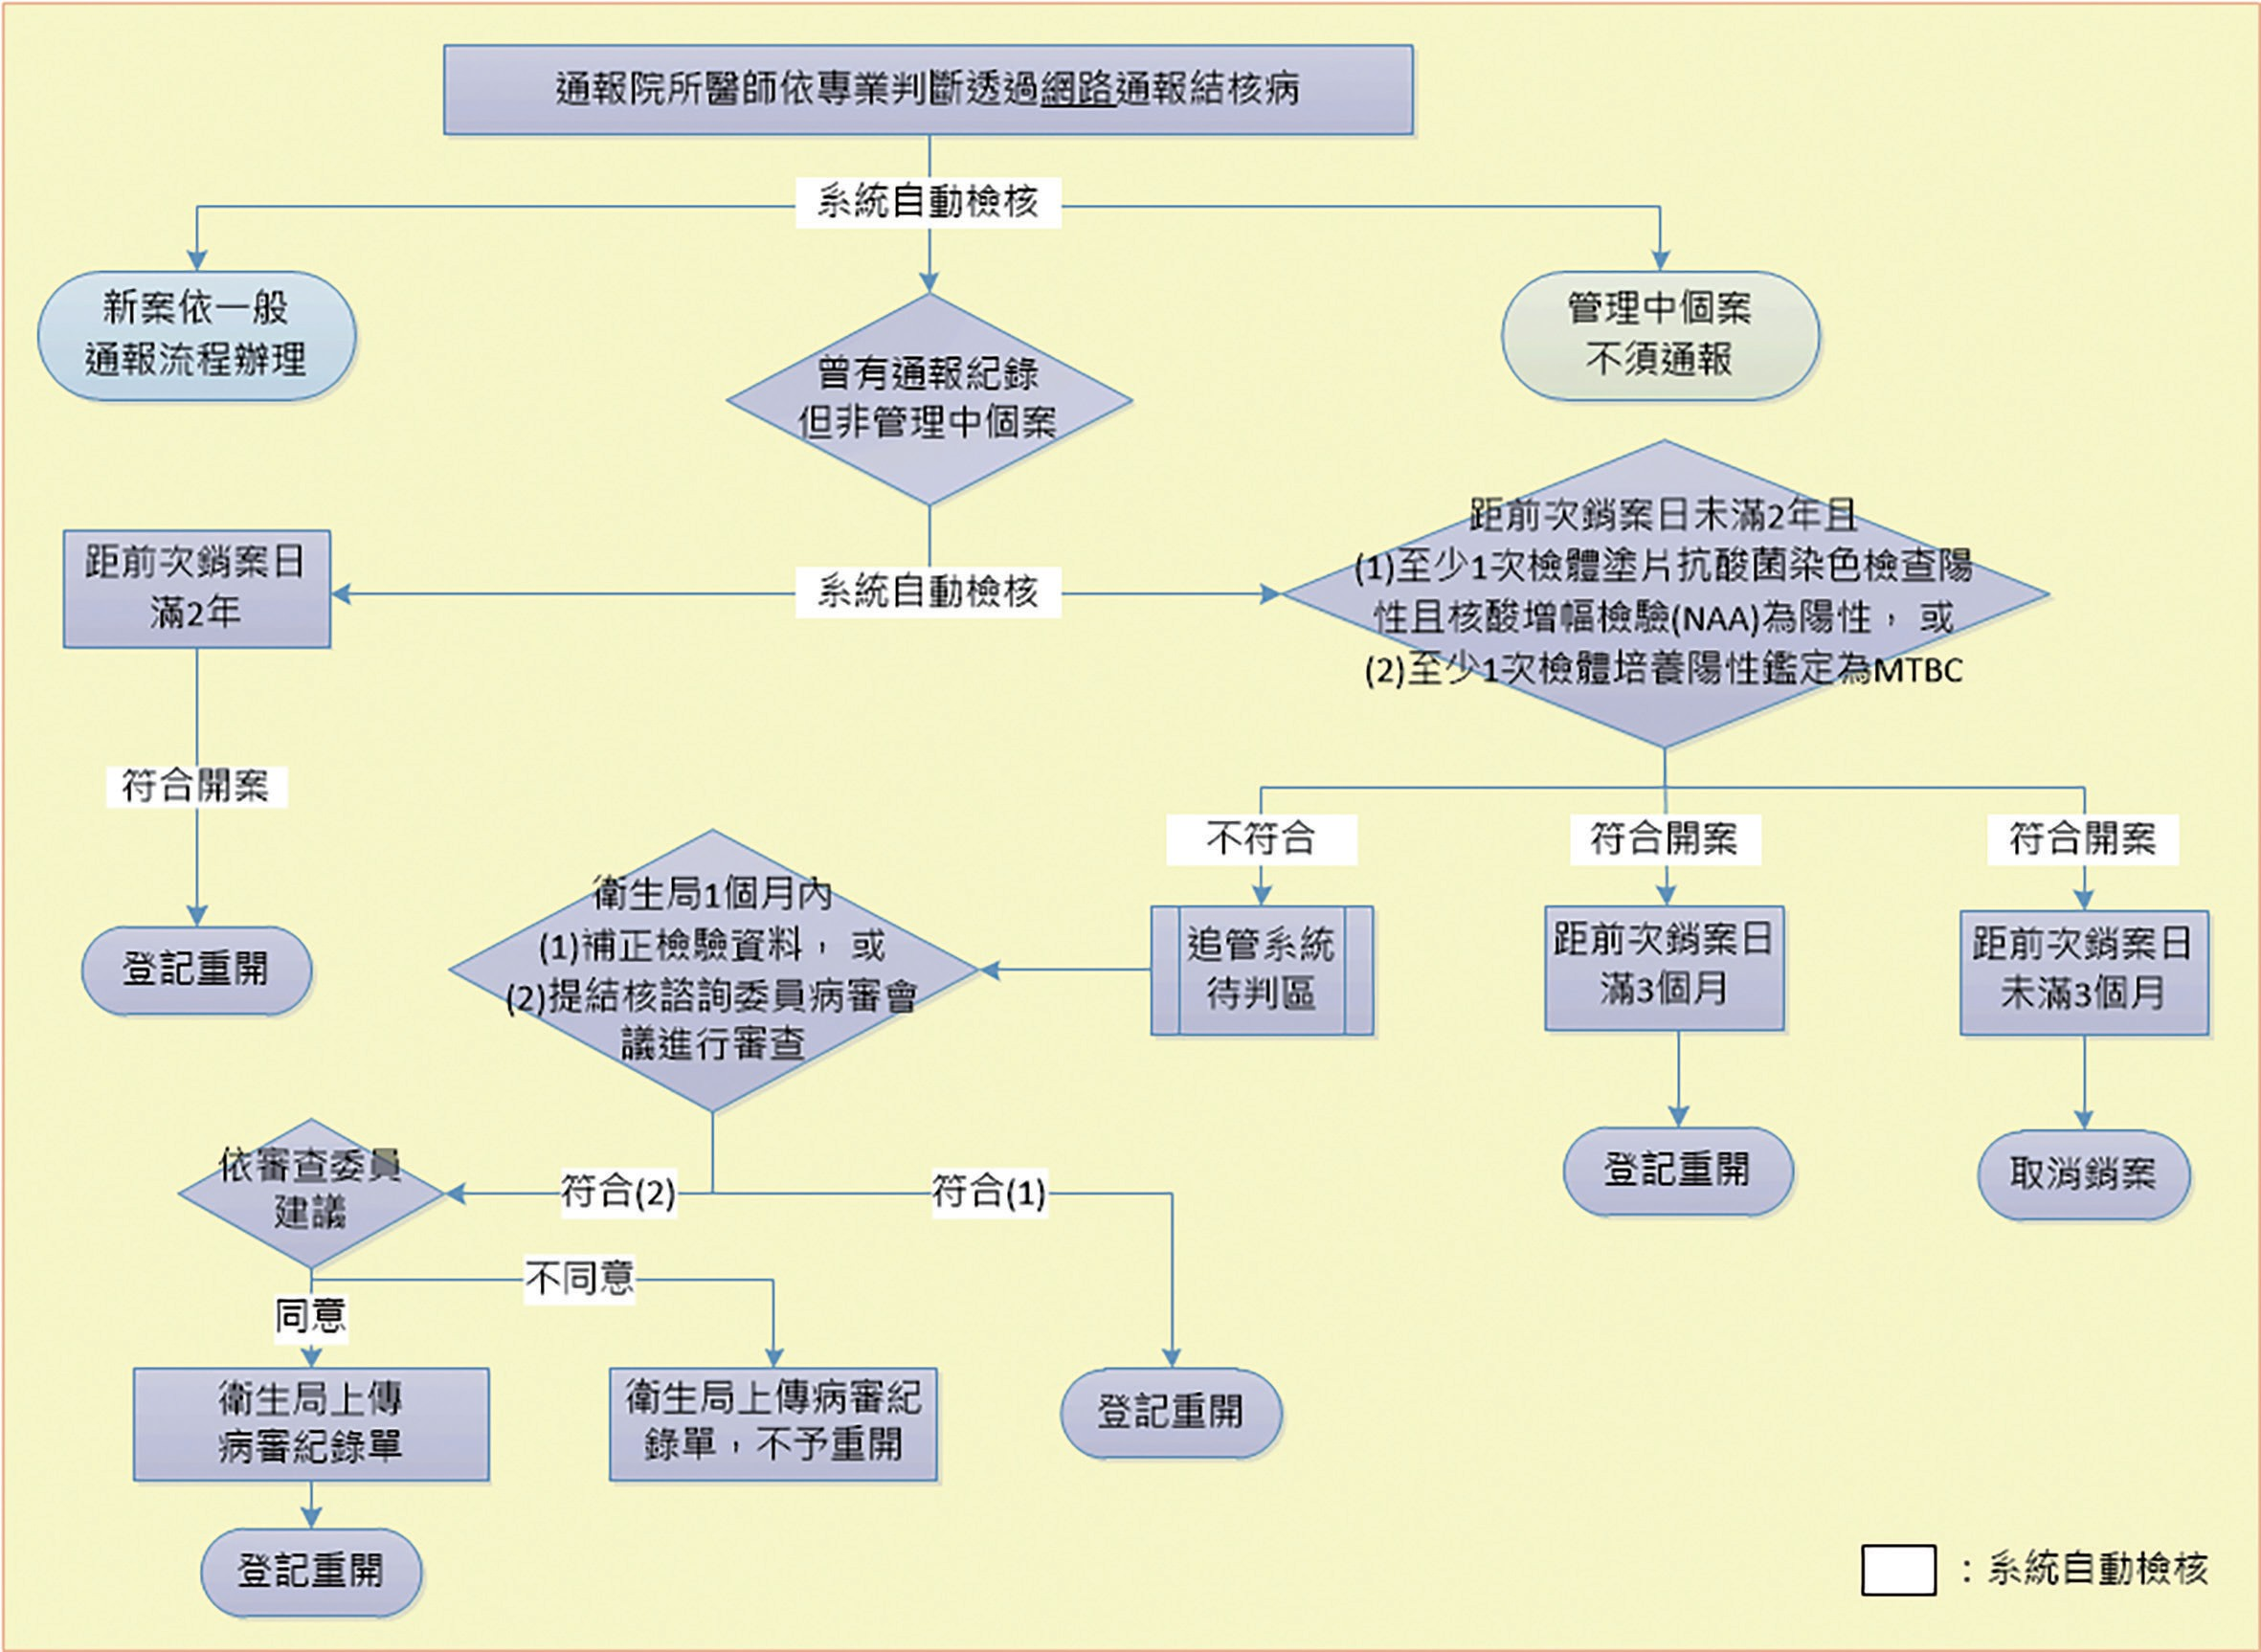 通報院所醫師依專業判斷透過網路通報結核病
系統自動檢核
新案依一般
通報流程辦理
曾有通報紀錄
但非管理中個案
管理中個案
不須通報
系統自動檢核
距前次銷案日
滿2年
距前次銷案日未滿2年且
(1)至少1次檢體塗片抗酸菌染色檢查陽
性且核酸增幅檢驗(NAA)為陽性，或
(2)至少1次檢體培養陽性鑑定為MTBC
符合開案
登記重開
不符合
符合開案
符合開案
追管系統
待判區
距前次銷案日
滿3個月
距前次銷案日
未滿3個月
登記重開
取消銷案
衛生局1個月內
(1)補正檢驗資料，或
(2)提結核諮詢委員病審會
議進行審查
符合(2)
符合(1)
依審查委員
建議
不同意
同意
衛生局上傳
病審紀錄單
衛生局上傳病審紀
錄單，不予重開
登記重開
登記重開
：系統自動檢核